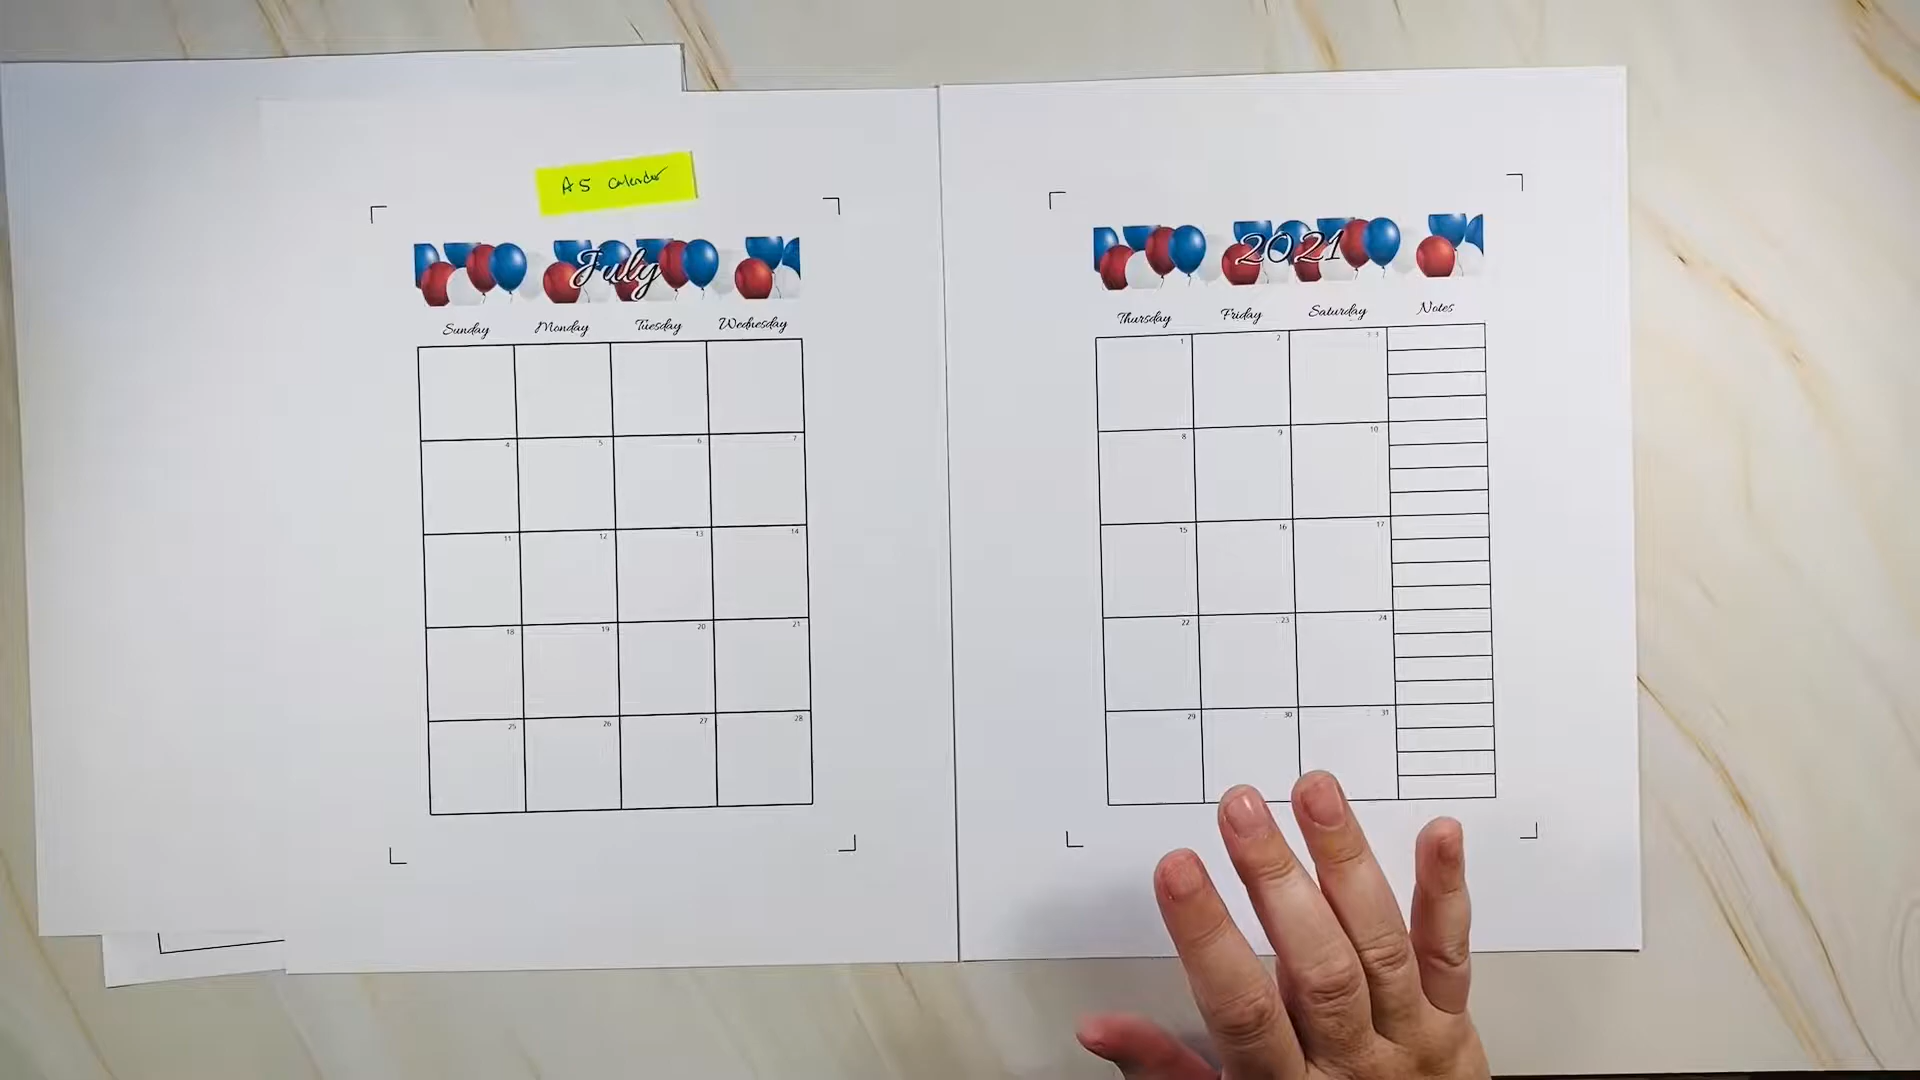 A5 Calendar
July
Sunday Monday Tuesday Wednesday
4 5 6 7
11 12 13 14
18 19 20 21
25 26 27 28
2021
Thursday Friday Saturday Notes
1 2 3
8 9 10
15 16 17
22 23 24
29 30 31